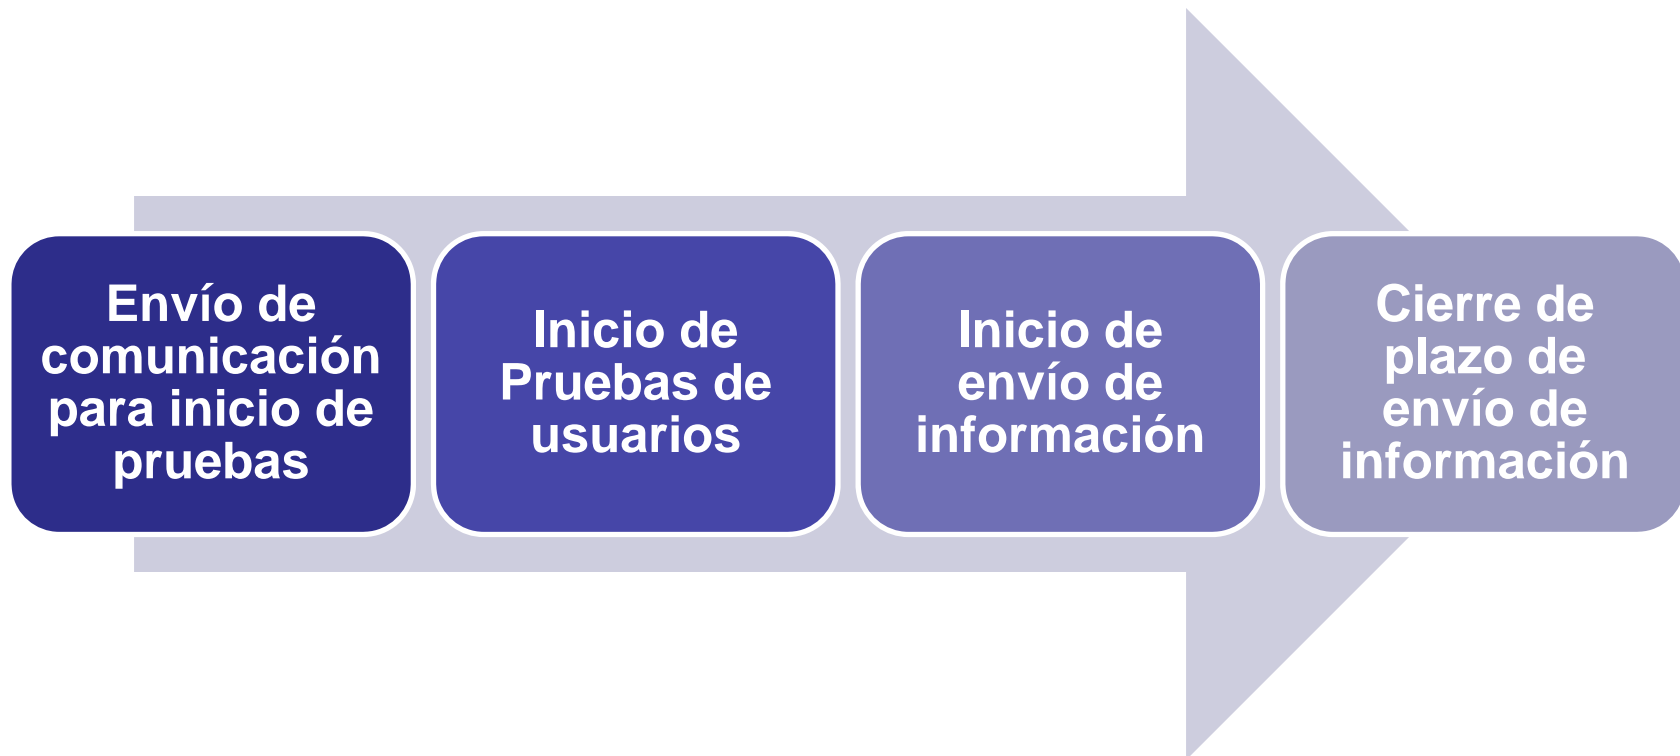 Envío de
comunicación
para inicio de
pruebas
Inicio de
Pruebas de
usuarios
Inicio de
envío de
información
Cierre de
plazo de
envío de
información